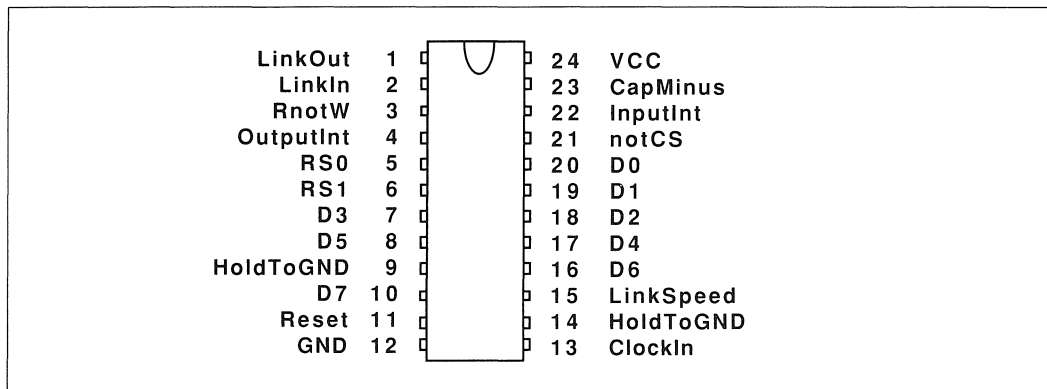 LinkOut 1 24 VCC
LinkIn 2 23 CapMinus
RnotW 3 22 InputInt
OutputInt 4 21 notCS
RS0 5 20 D0
RS1 6 19 D1
D3 7 18 D2
D5 8 17 D4
HoldToGND 9 16 D6
D7 10 15 LinkSpeed
Reset 11 14 HoldToGND
GND 12 13 ClockIn